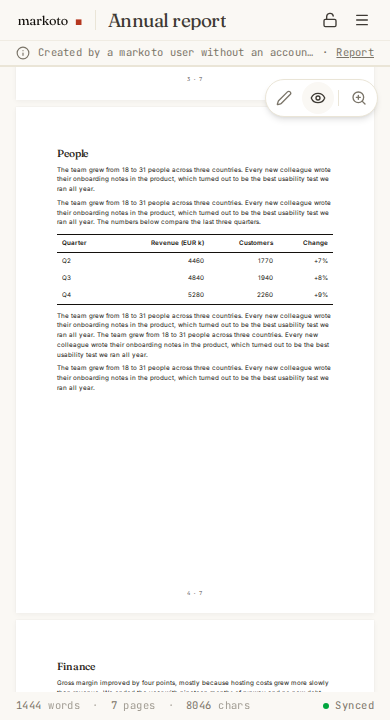 markoto
Annual report
Created by a markoto user without an accoun… · Report
3 · 7
People
The team grew from 18 to 31 people across three countries. Every new colleague wrote
their onboarding notes in the product, which turned out to be the best usability test we
ran all year.
The team grew from 18 to 31 people across three countries. Every new colleague wrote
their onboarding notes in the product, which turned out to be the best usability test we
ran all year. The numbers below compare the last three quarters.
Quarter Revenue (EUR k) Customers Change
Q2 4460 1770 +7%
Q3 4840 1940 +8%
Q4 5280 2260 +9%
The team grew from 18 to 31 people across three countries. Every new colleague wrote
their onboarding notes in the product, which turned out to be the best usability test we
ran all year. The team grew from 18 to 31 people across three countries. Every new
colleague wrote their onboarding notes in the product, which turned out to be the best
usability test we ran all year.
The team grew from 18 to 31 people across three countries. Every new colleague wrote
their onboarding notes in the product, which turned out to be the best usability test we
ran all year.
4 · 7
Finance
Gross margin improved by four points, mostly because hosting costs grew more slowly
1444 words · 7 pages · 8046 chars
Synced